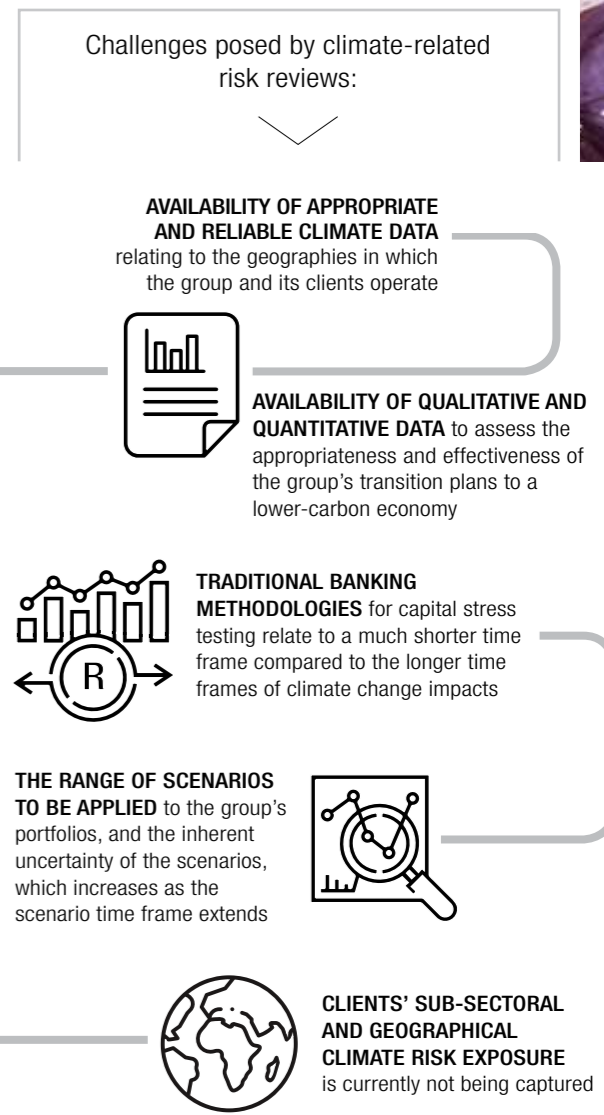 Challenges posed by climate-related
risk reviews:
AVAILABILITY OF APPROPRIATE
AND RELIABLE CLIMATE DATA
relating to the geographies in which
the group and its clients operate
AVAILABILITY OF QUALITATIVE AND
QUANTITATIVE DATA to assess the
appropriateness and effectiveness of
the group's transition plans to a
lower-carbon economy
TRADITIONAL BANKING
METHODOLOGIES for capital stress
testing relate to a much shorter time
frame compared to the longer time
frames of climate change impacts
R
THE RANGE OF SCENARIOS
TO BE APPLIED to the group's
portfolios, and the inherent
uncertainty of the scenarios,
which increases as the
scenario time frame extends
CLIENTS' SUB-SECTORAL
AND GEOGRAPHICAL
CLIMATE RISK EXPOSURE
is currently not being captured